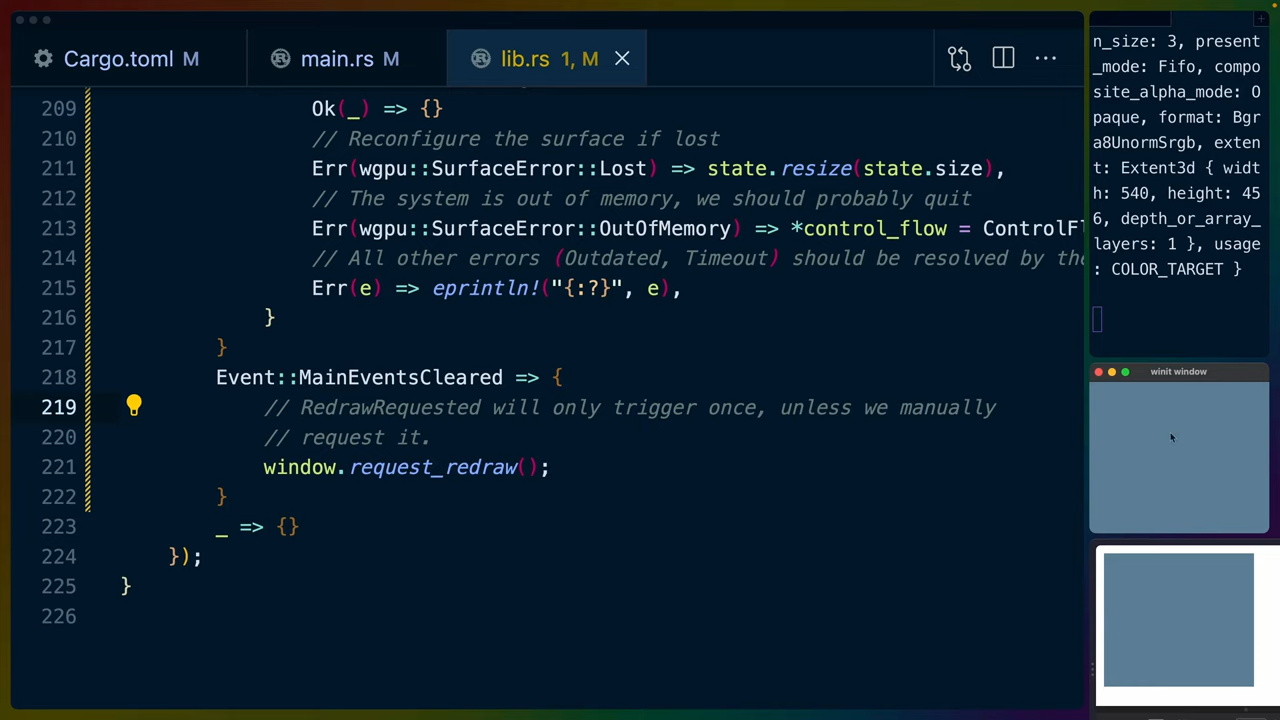 Cargo.toml M
main.rs M
lib.rs 1, M
209 Ok(_) => {}
210 // Reconfigure the surface if lost
211 Err(wgpu::SurfaceError::Lost) => state.resize(state.size),
212 // The system is out of memory, we should probably quit
213 Err(wgpu::SurfaceError::OutOfMemory) => *control_flow = ControlFl
214 // All other errors (Outdated, Timeout) should be resolved by the
215 Err(e) => eprintln!("{:?}", e),
216 }
217 }
218 Event::MainEventsCleared => {
219 // RedrawRequested will only trigger once, unless we manually
220 // request it.
221 window.request_redraw();
222 }
223 _ => {}
224 });
225 }
226
n_size: 3, present
_mode: Fifo, compo
site_alpha_mode: O
paque, format: Bgr
a8UnormSrgb, exten
t: Extent3d { widt
h: 540, height: 45
6, depth_or_array_
layers: 1 }, usage
: COLOR_TARGET }
winit window